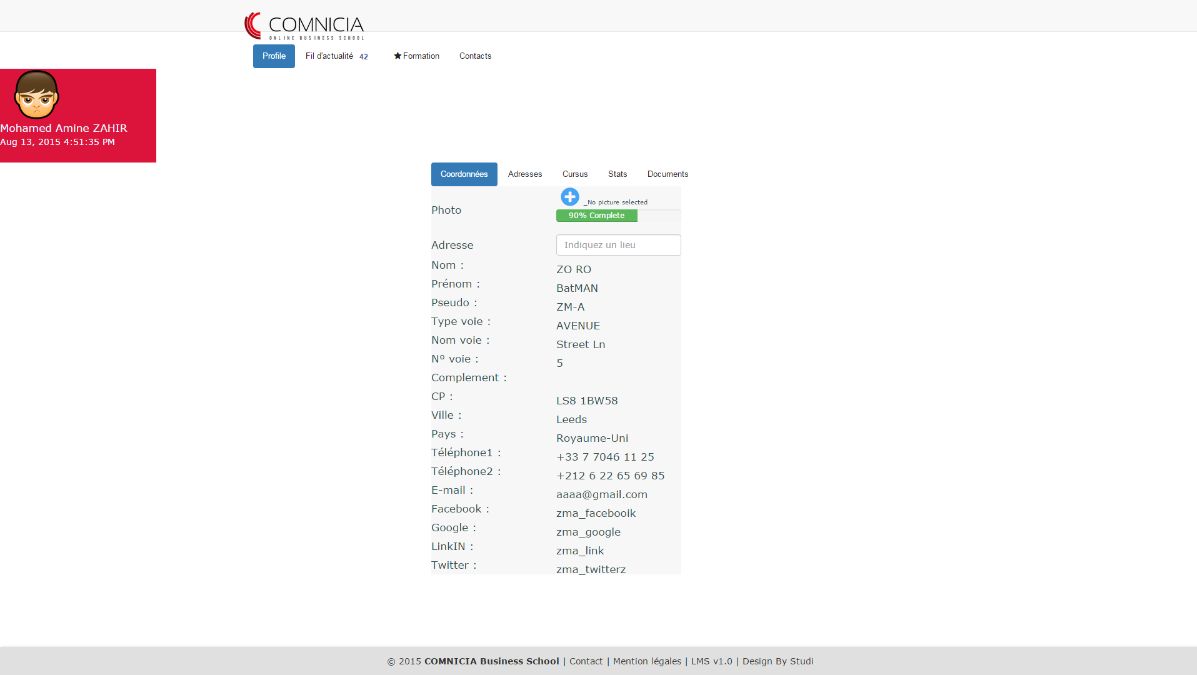 COMNICIA
ONLINE BUSINESS SCHOOL
Profile Fil d'actualité 42 Formation Contacts
Mohamed Amine ZAHIR
Aug 13, 2015 4:51:35 PM
Coordonnées Adresses Cursus Stats Documents
_No picture selected
Photo
90% Complete
Adresse Indiquez un lieu
Nom : ZO RO
Prénom : BatMAN
Pseudo : ZM-A
Type voie : AVENUE
Nom voie : Street Ln
N° voie : 5
Complement :
CP : LS8 1BW58
Ville : Leeds
Pays : Royaume-Uni
Téléphone1 : +33 7 7046 11 25
Téléphone2 : +212 6 22 65 69 85
E-mail : aaaa@gmail.com
Facebook : zma_facebooik
Google : zma_google
LinkIN : zma_link
Twitter : zma_twitterz
© 2015 COMNICIA Business School | Contact | Mention légales | LMS v1.0 | Design By Studi